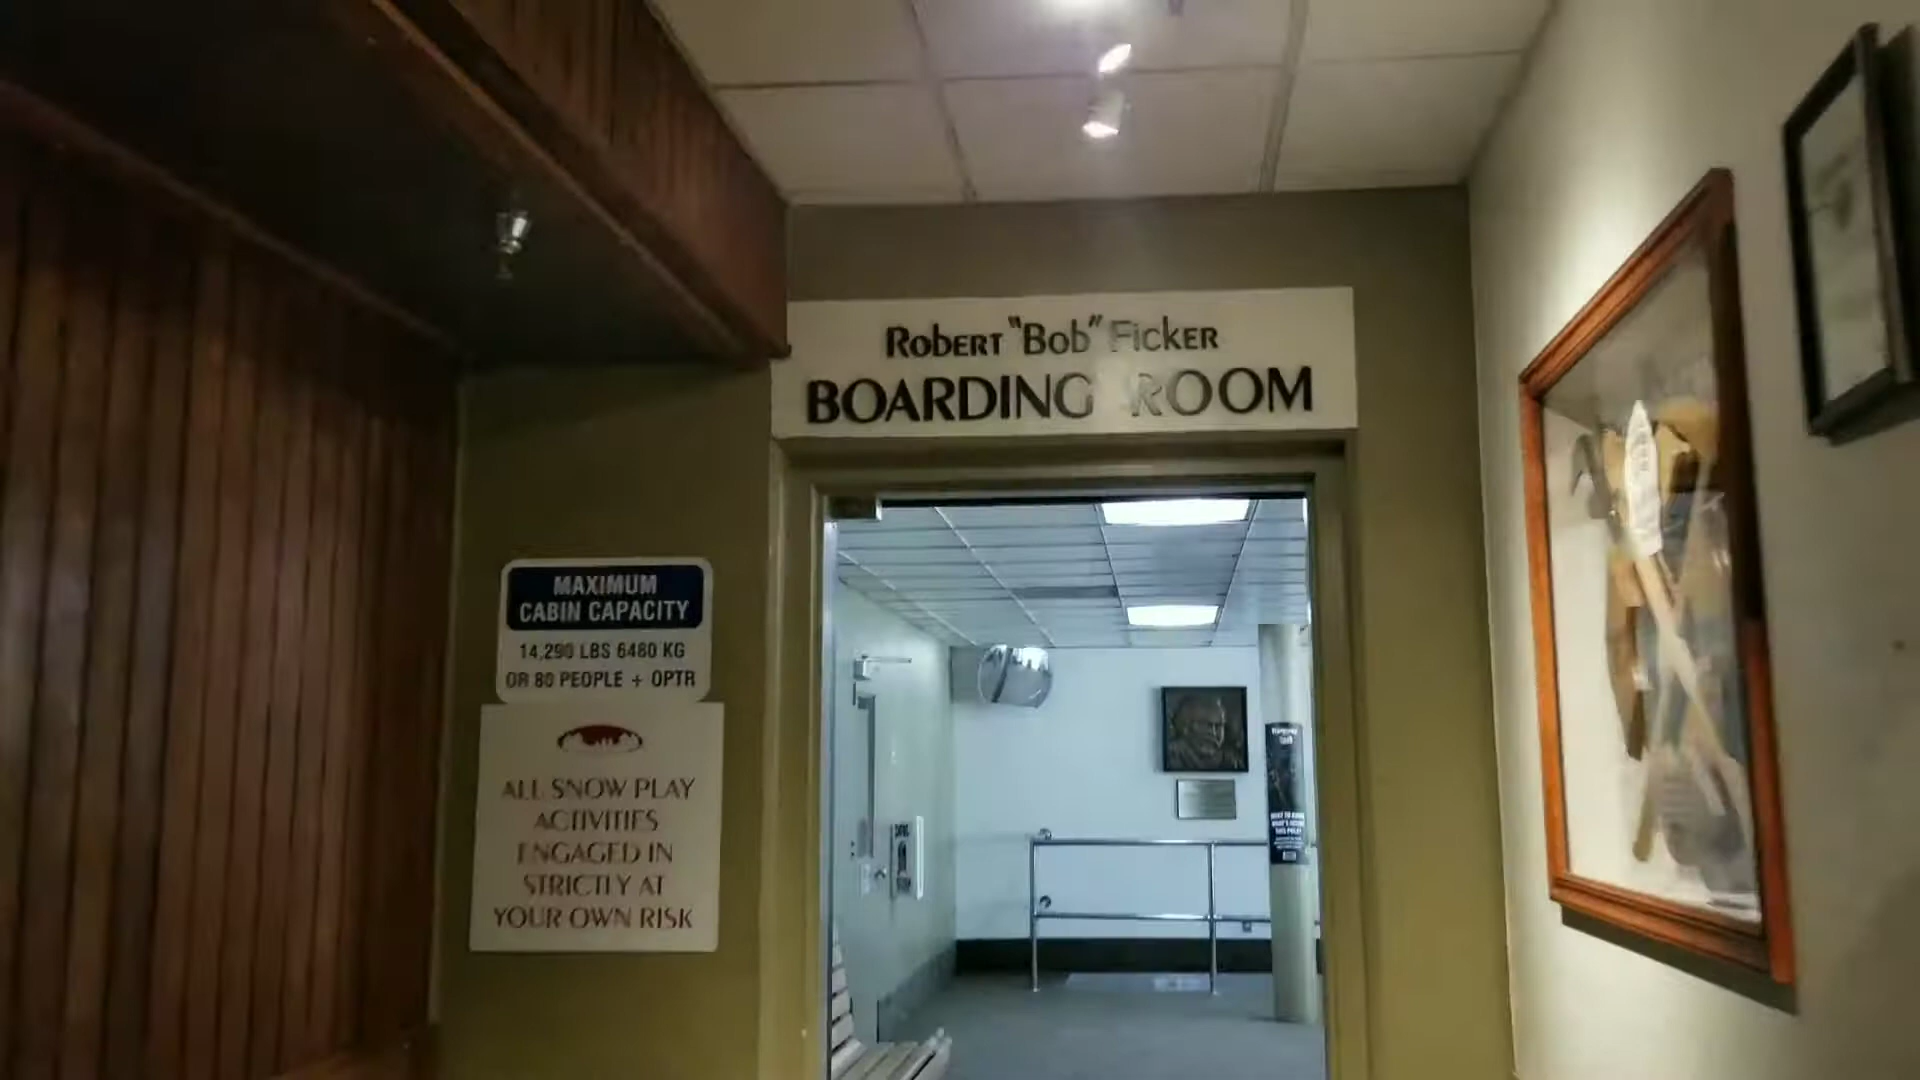 Robert "Bob" Ficker
BOARDING ROOM
MAXIMUM
CABIN CAPACITY
14,290 LBS 6480 KG
OR 80 PEOPLE + OPTR
ALL SNOW PLAY
ACTIVITIES
ENGAGED IN
STRICTLY AT
YOUR OWN RISK